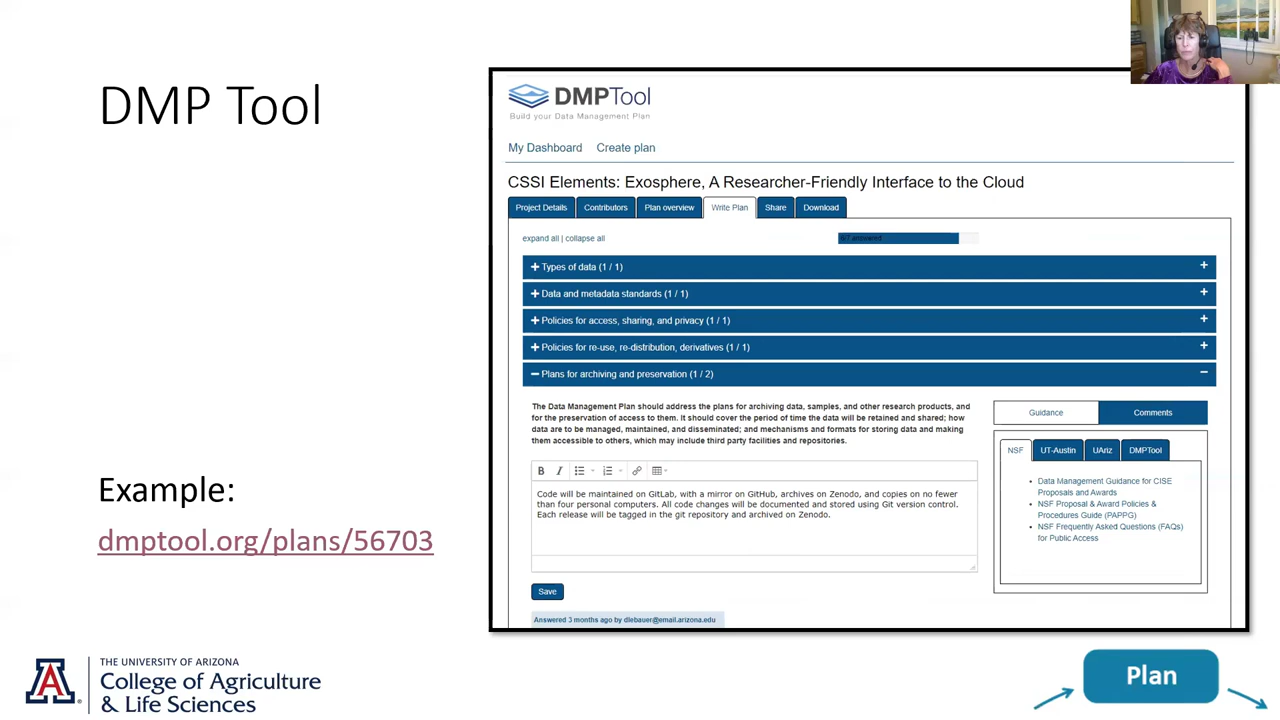 DMP Tool
DMPTool
Build your Data Management Plan
My Dashboard Create plan
CSSI Elements: Exosphere, A Researcher-Friendly Interface to the Cloud
Project Details Contributors Plan overview Write Plan Share Download
expand all | collapse all
6/7 answered
Types of data (1 / 1)
Data and metadata standards (1 / 1)
Policies for access, sharing, and privacy (1 / 1)
Policies for re-use, re-distribution, derivatives (1 / 1)
Plans for archiving and preservation (1 / 2)
The Data Management Plan should address the plans for archiving data, samples, and other research products, and
for the preservation of access to them. It should cover the period of time the data will be retained and shared; how
data are to be managed, maintained, and disseminated; and mechanisms and formats for storing data and making
them accessible to others, which may include third party facilities and repositories.
B I
Code will be maintained on GitLab, with a mirror on GitHub, archives on Zenodo, and copies on no fewer
than four personal computers. All code changes will be documented and stored using Git version control.
Each release will be tagged in the git repository and archived on Zenodo.
Save
Answered 3 months ago by dlebauer@email.arizona.edu
Guidance Comments
NSF UT-Austin UAriz DMPTool
Data Management Guidance for CISE
Proposals and Awards
NSF Proposal & Award Policies &
Procedures Guide (PAPPG)
NSF Frequently Asked Questions (FAQs)
for Public Access
Example:
dmptool.org/plans/56703
A
THE UNIVERSITY OF ARIZONA
College of Agriculture
& Life Sciences
Plan